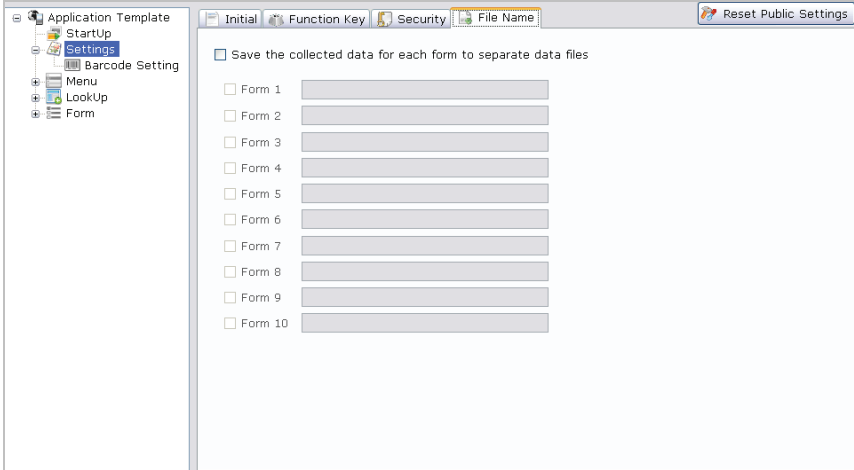 Application Template
StartUp
Settings
Barcode Setting
Menu
LookUp
Form
Initial Function Key Security File Name Reset Public Settings
Save the collected data for each form to separate data files
Form 1
Form 2
Form 3
Form 4
Form 5
Form 6
Form 7
Form 8
Form 9
Form 10